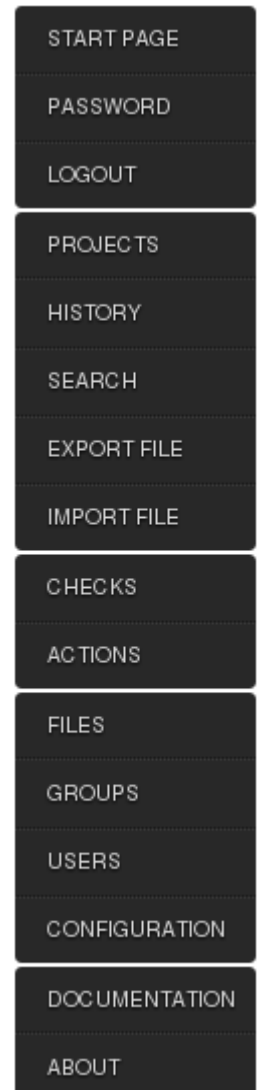 START PAGE
PASSWORD
LOGOUT
PROJECTS
HISTORY
SEARCH
EXPORT FILE
IMPORT FILE
CHECKS
ACTIONS
FILES
GROUPS
USERS
CONFIGURATION
DOCUMENTATION
ABOUT